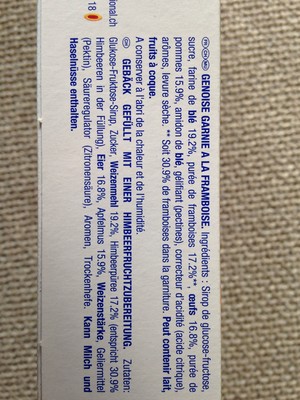 GENOISE GARNIE A LA FRAMBOISE. Ingrédients : Sirop de glucose-fructose,
sucre, farine de blé 19.2%, purée de framboises 17.2%**, œufs 16.8%, purée de
pommes 15.9%, amidon de blé, gélifiant (pectines), correcteur d'acidité (acide citrique),
arômes, levure sèche. ** Soit 30.9% de framboises dans la garniture. Peut contenir lait,
fruits à coque.
A conserver à l'abri de la chaleur et de l'humidité.
GEBÄCK GEFÜLLT MIT EINER HIMBEERFRUCHTZUBEREITUNG. Zutaten:
Glukose-Fruktose-Sirup, Zucker, Weizenmehl 19.2%, Himbeerpüree 17.2% (entspricht 30.9%
Himbeeren in der Füllung), Eier 16.8%, Apfelmus 15.9%, Weizenstärke, Geliermittel
(Pektin), Säureregulator (Zitronensäure), Aromen, Trockenhefe. Kann Milch und
Haselnüsse enthalten.
ional.ch
18